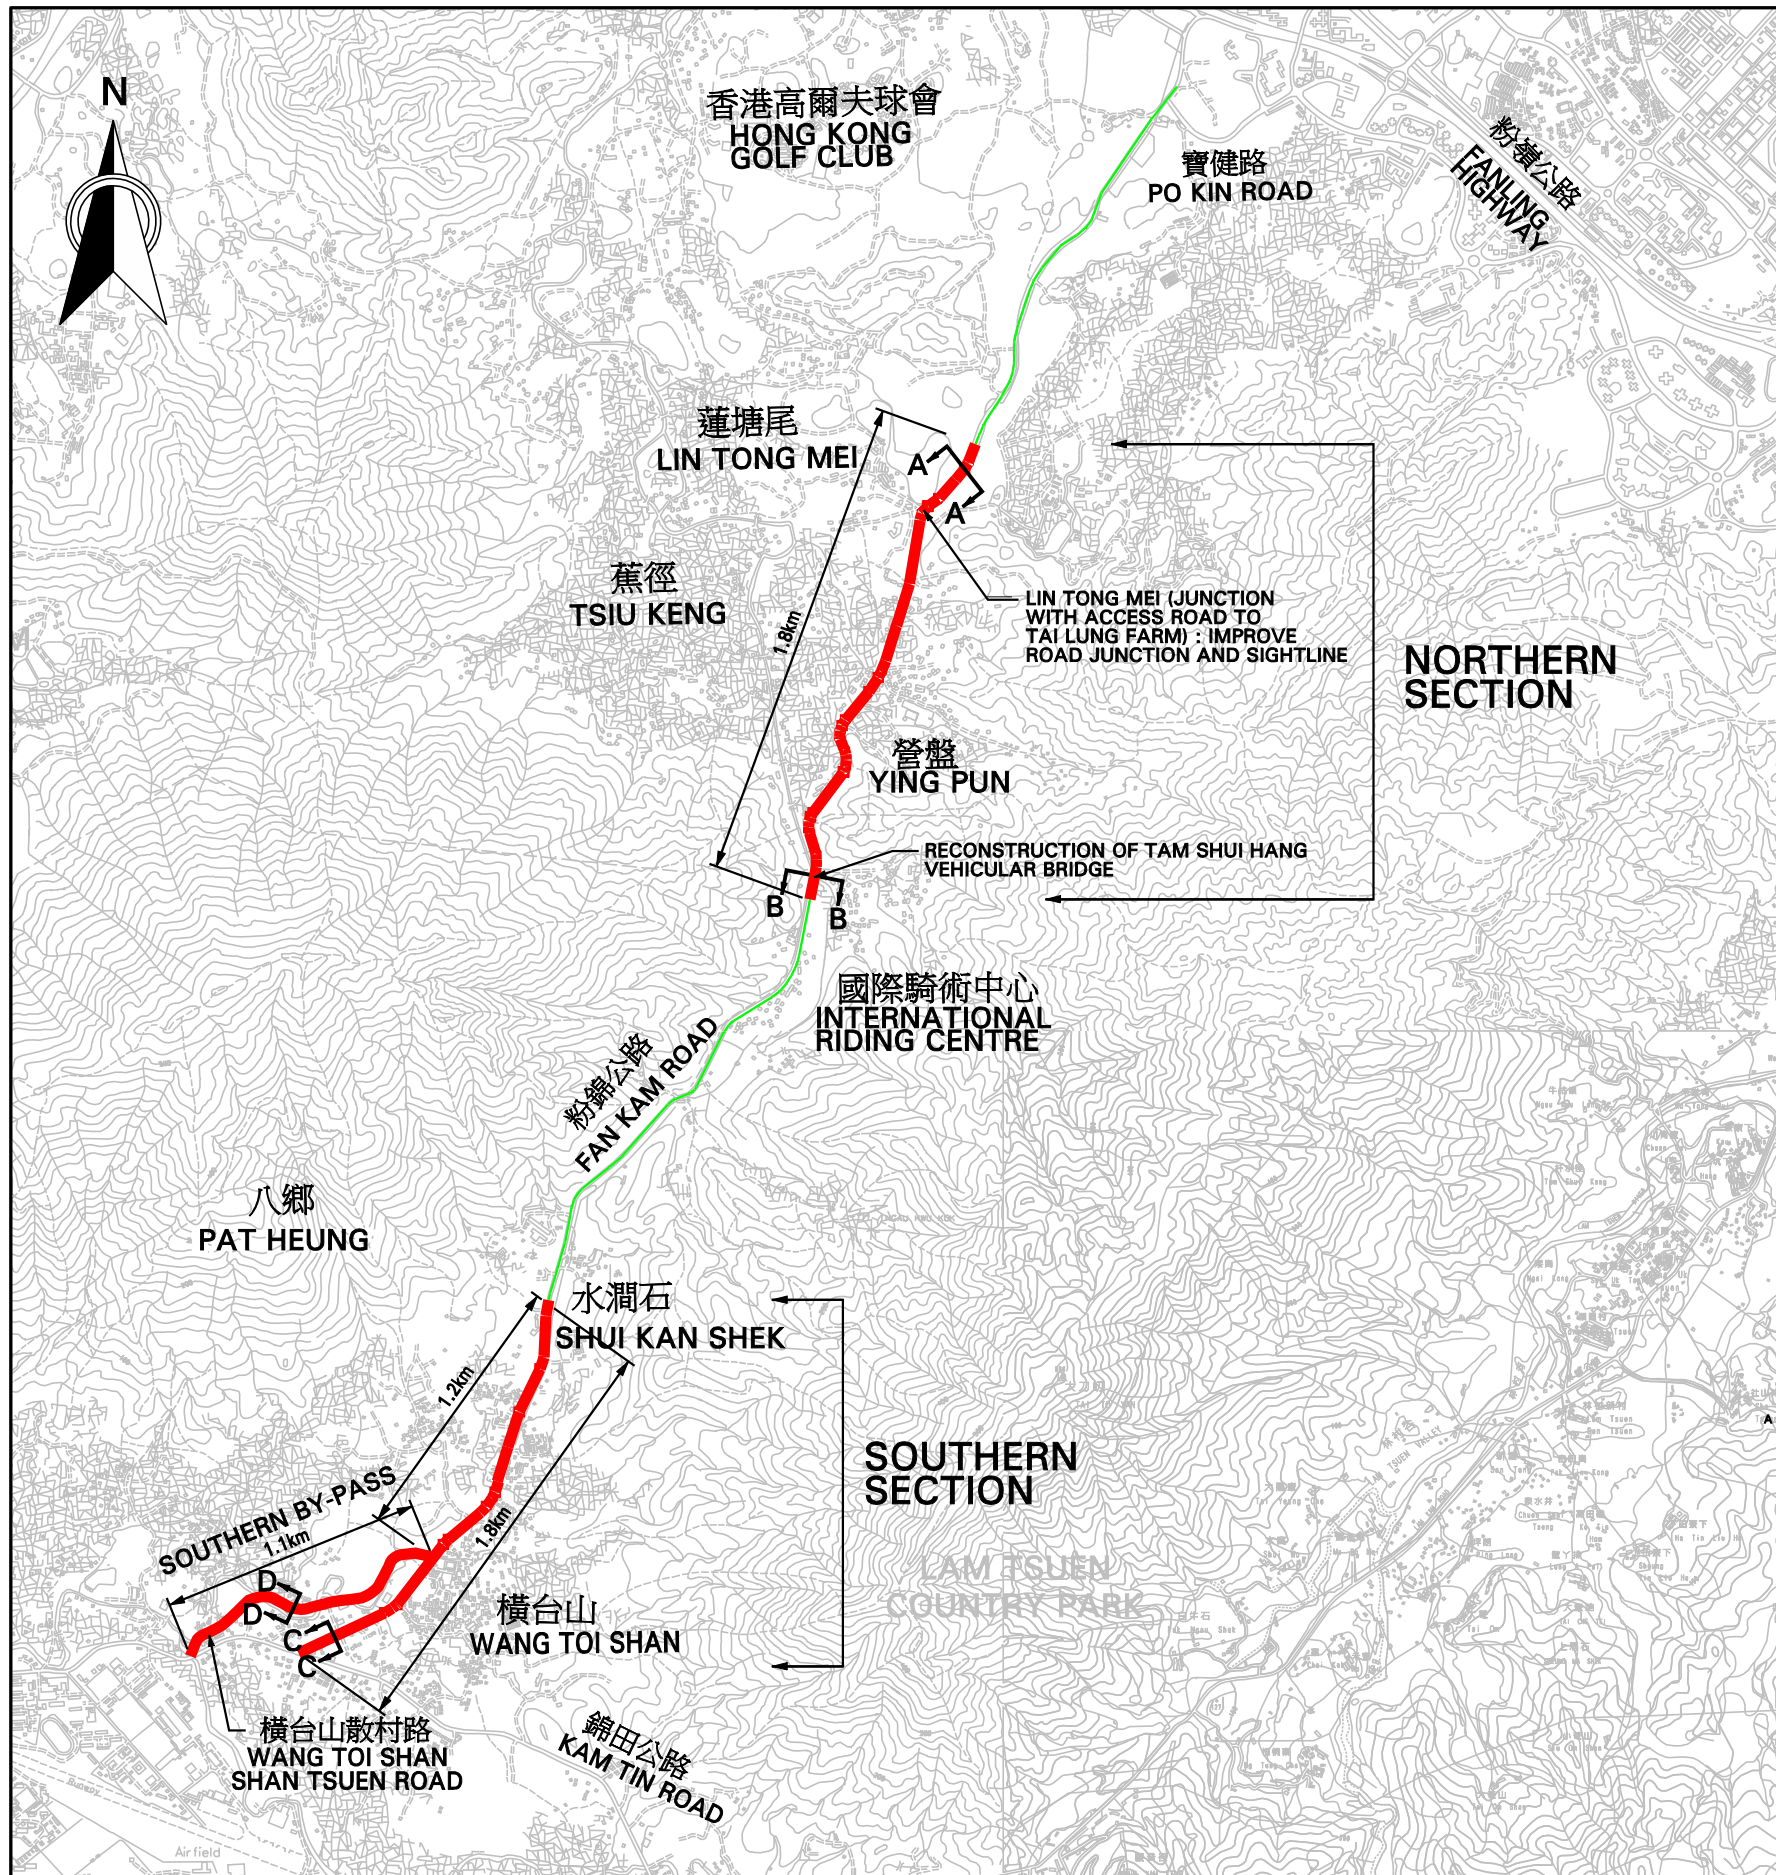 N
香港高爾夫球會
HONG KONG
GOLF CLUB
寶健路
PO KIN ROAD
粉嶺公路
FANLING
HIGHWAY
蓮塘尾
LIN TONG MEI
A
A
蕉徑
TSIU KENG
1.8km
LIN TONG MEI (JUNCTION
WITH ACCESS ROAD TO
TAI LUNG FARM) : IMPROVE
ROAD JUNCTION AND SIGHTLINE
NORTHERN
SECTION
營盤
YING PUN
RECONSTRUCTION OF TAM SHUI HANG
VEHICULAR BRIDGE
B
B
國際騎術中心
INTERNATIONAL
RIDING CENTRE
粉錦公路
FAN KAM ROAD
八鄉
PAT HEUNG
水澗石
SHUI KAN SHEK
1.2km
1.8km
SOUTHERN
SECTION
SOUTHERN BY-PASS
1.1km
D
D
C
C
橫台山
WANG TOI SHAN
LAM TSUEN
COUNTRY PARK
橫台山散村路
WANG TOI SHAN
SHAN TSUEN ROAD
錦田公路
KAM TIN ROAD
Airfield
A